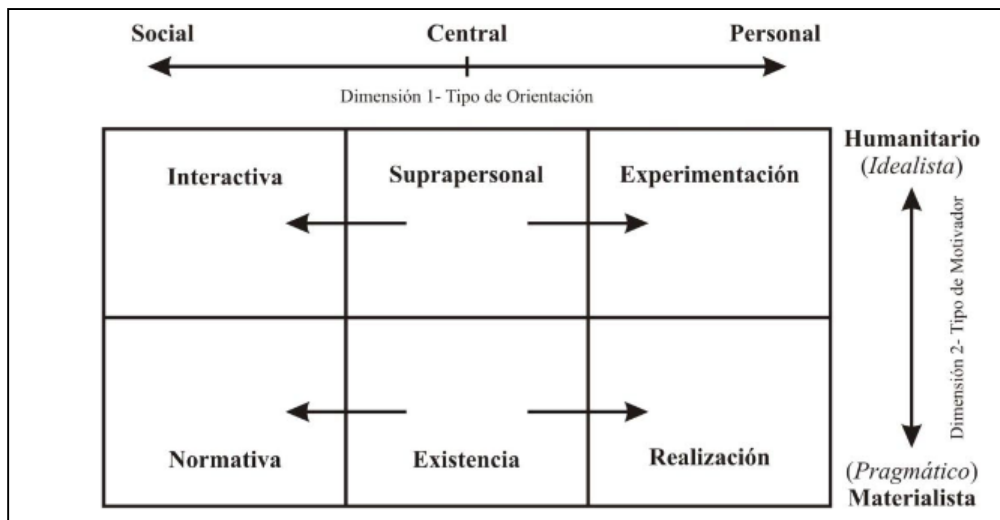 Social Central Personal
Dimensión 1- Tipo de Orientación
Interactiva Suprapersonal Experimentación
Humanitario
(Idealista)
Dimensión 2- Tipo de Motivador
Normativa Existencia Realización
(Pragmático)
Materialista